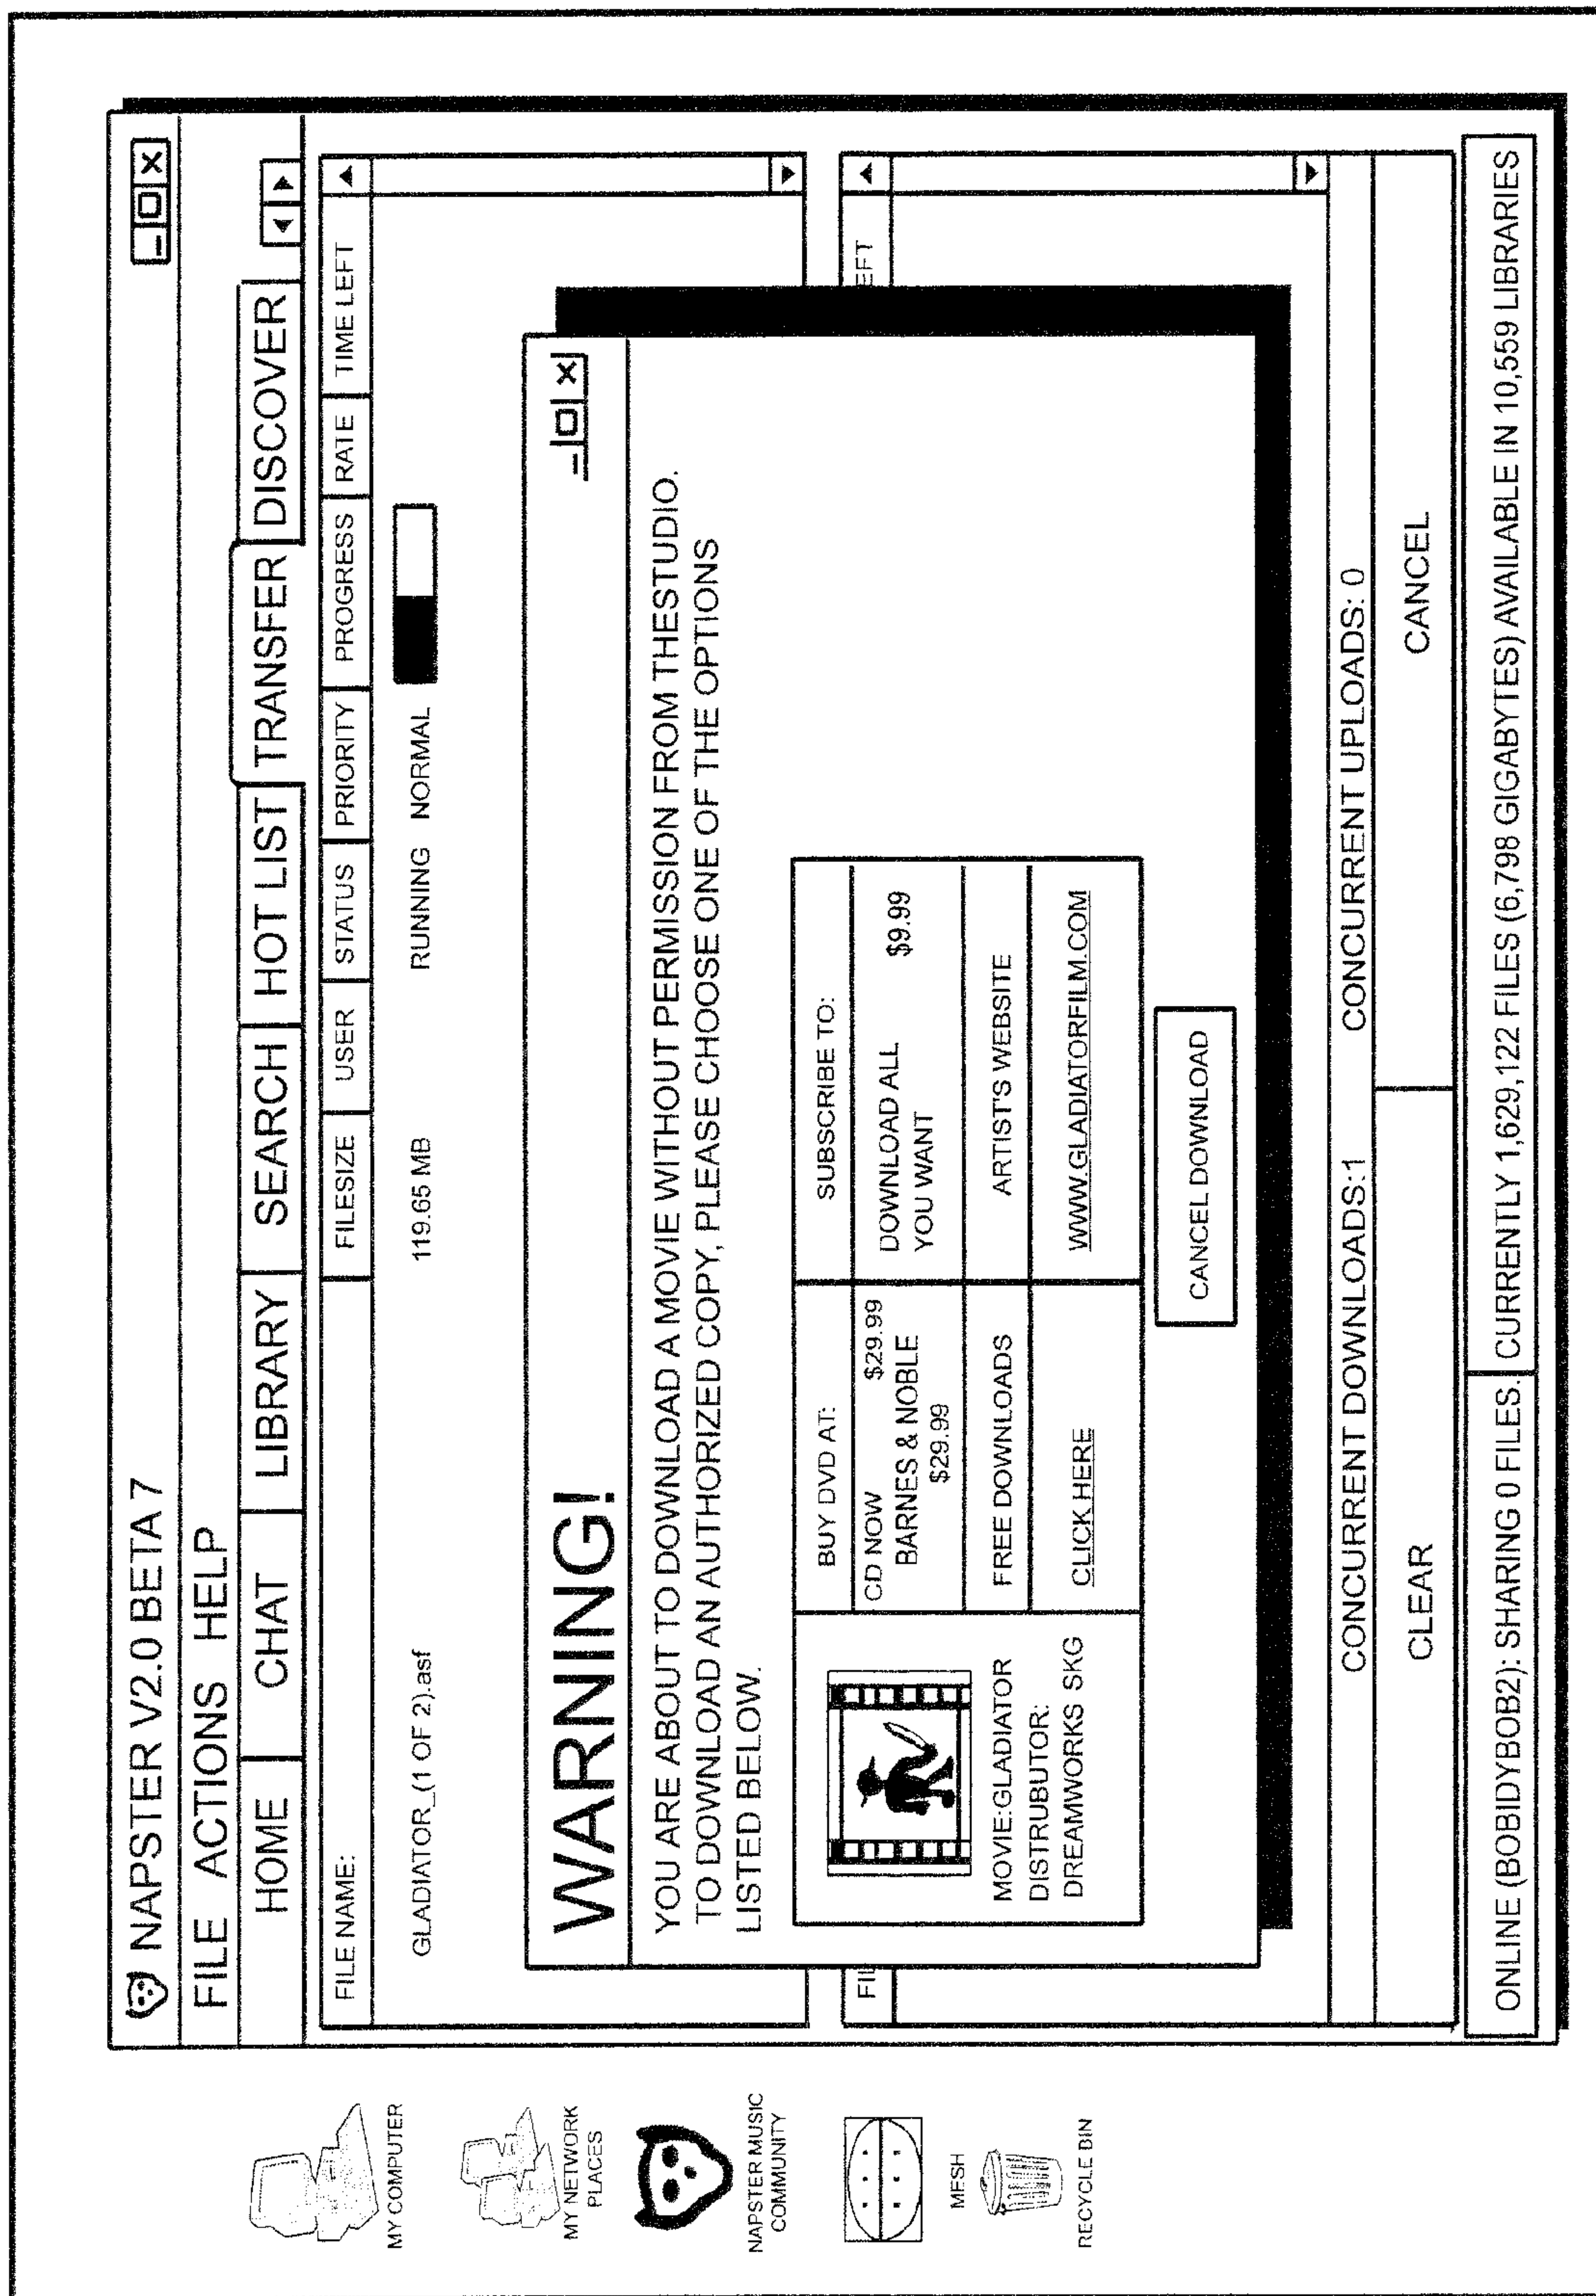 MY COMPUTER
MY NETWORK
PLACES
NAPSTER MUSIC
COMMUNITY
MESH
RECYCLE BIN
NAPSTER V2.0 BETA 7
FILE ACTIONS HELP
HOME CHAT LIBRARY SEARCH HOT LIST TRANSFER DISCOVER
FILE NAME: FILESIZE USER STATUS PRIORITY PROGRESS RATE TIME LEFT
GLADIATOR_(1 OF 2).asf 119.65 MB RUNNING NORMAL
WARNING!
YOU ARE ABOUT TO DOWNLOAD A MOVIE WITHOUT PERMISSION FROM THESTUDIO.
TO DOWNLOAD AN AUTHORIZED COPY, PLEASE CHOOSE ONE OF THE OPTIONS
LISTED BELOW.
MOVIE:GLADIATOR
DISTRUBUTOR:
DREAMWORKS SKG
BUY DVD AT:
CD NOW $29.99
BARNES & NOBLE
$29.99
SUBSCRIBE TO:
DOWNLOAD ALL $9.99
YOU WANT
FREE DOWNLOADS
CLICK HERE
ARTIST'S WEBSITE
WWW.GLADIATORFILM.COM
CANCEL DOWNLOAD
FIL EFT
CONCURRENT DOWNLOADS:1 CONCURRENT UPLOADS: 0
CLEAR CANCEL
ONLINE (BOBIDYBOB2): SHARING 0 FILES. CURRENTLY 1,629,122 FILES (6,798 GIGABYTES) AVAILABLE IN 10,559 LIBRARIES